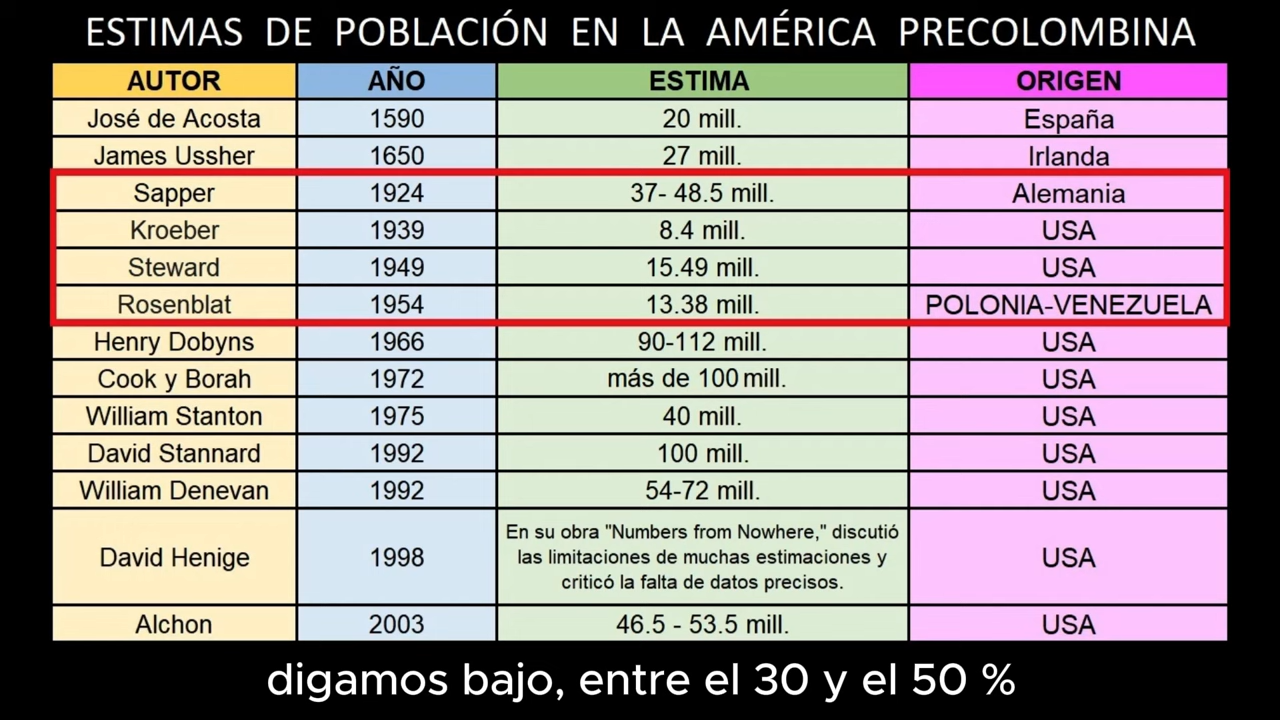 ESTIMAS DE POBLACIÓN EN LA AMÉRICA PRECOLOMBINA
AUTOR AÑO ESTIMA ORIGEN
José de Acosta 1590 20 mill. España
James Ussher 1650 27 mill. Irlanda
Sapper 1924 37- 48.5 mill. Alemania
Kroeber 1939 8.4 mill. USA
Steward 1949 15.49 mill. USA
Rosenblat 1954 13.38 mill. POLONIA-VENEZUELA
Henry Dobyns 1966 90-112 mill. USA
Cook y Borah 1972 más de 100 mill. USA
William Stanton 1975 40 mill. USA
David Stannard 1992 100 mill. USA
William Denevan 1992 54-72 mill. USA
David Henige 1998 En su obra "Numbers from Nowhere," discutió
las limitaciones de muchas estimaciones y
criticó la falta de datos precisos. USA
Alchon 2003 46.5 - 53.5 mill. USA
digamos bajo, entre el 30 y el 50 %